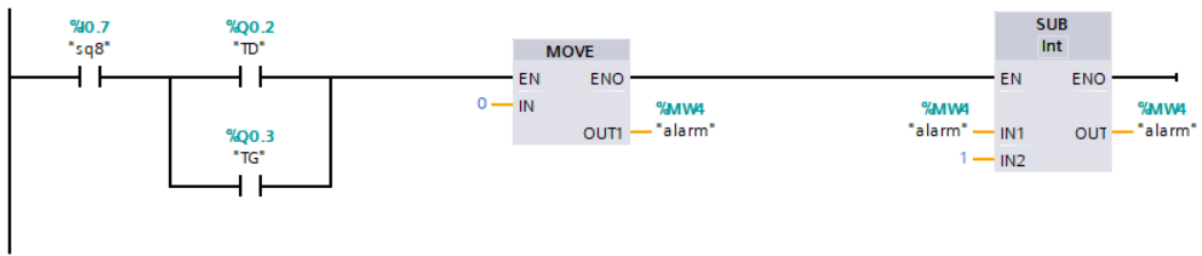 %I0.7
"sq8"
%Q0.2
"TD"
%Q0.3
"TG"
MOVE
EN
ENO
0
IN
OUT1
%MW4
"alarm"
SUB
Int
EN
ENO
%MW4
"alarm"
IN1
1
IN2
OUT
%MW4
"alarm"